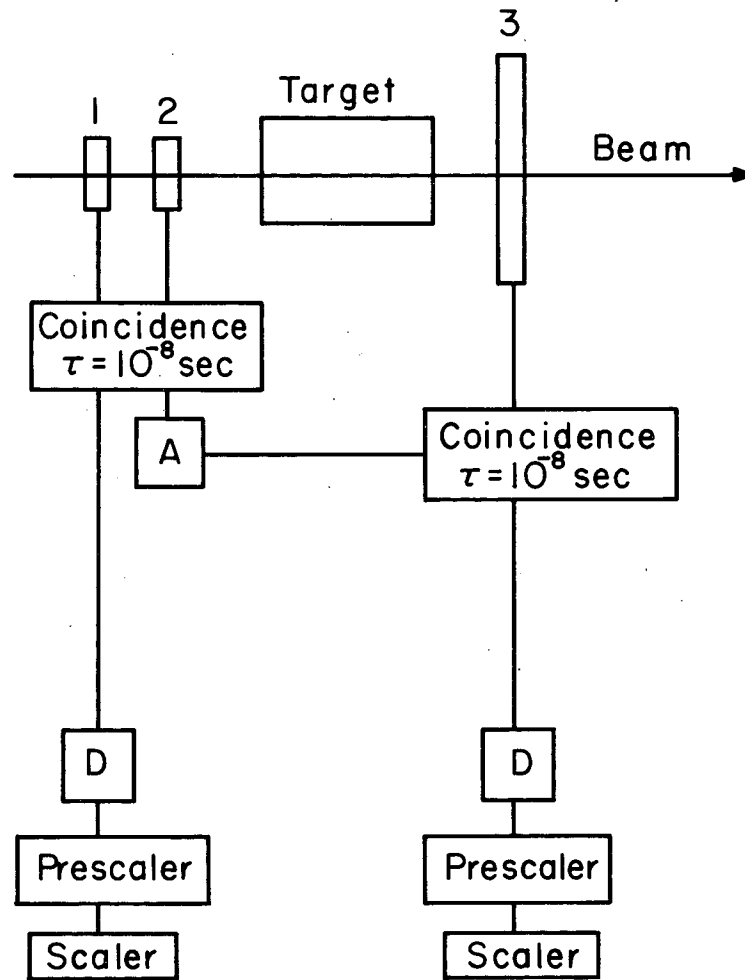 3
1 2
Target
Beam
Coincidence
τ = 10⁻⁸ sec
A
Coincidence
τ = 10⁻⁸ sec
D
D
Prescaler
Prescaler
Scaler
Scaler